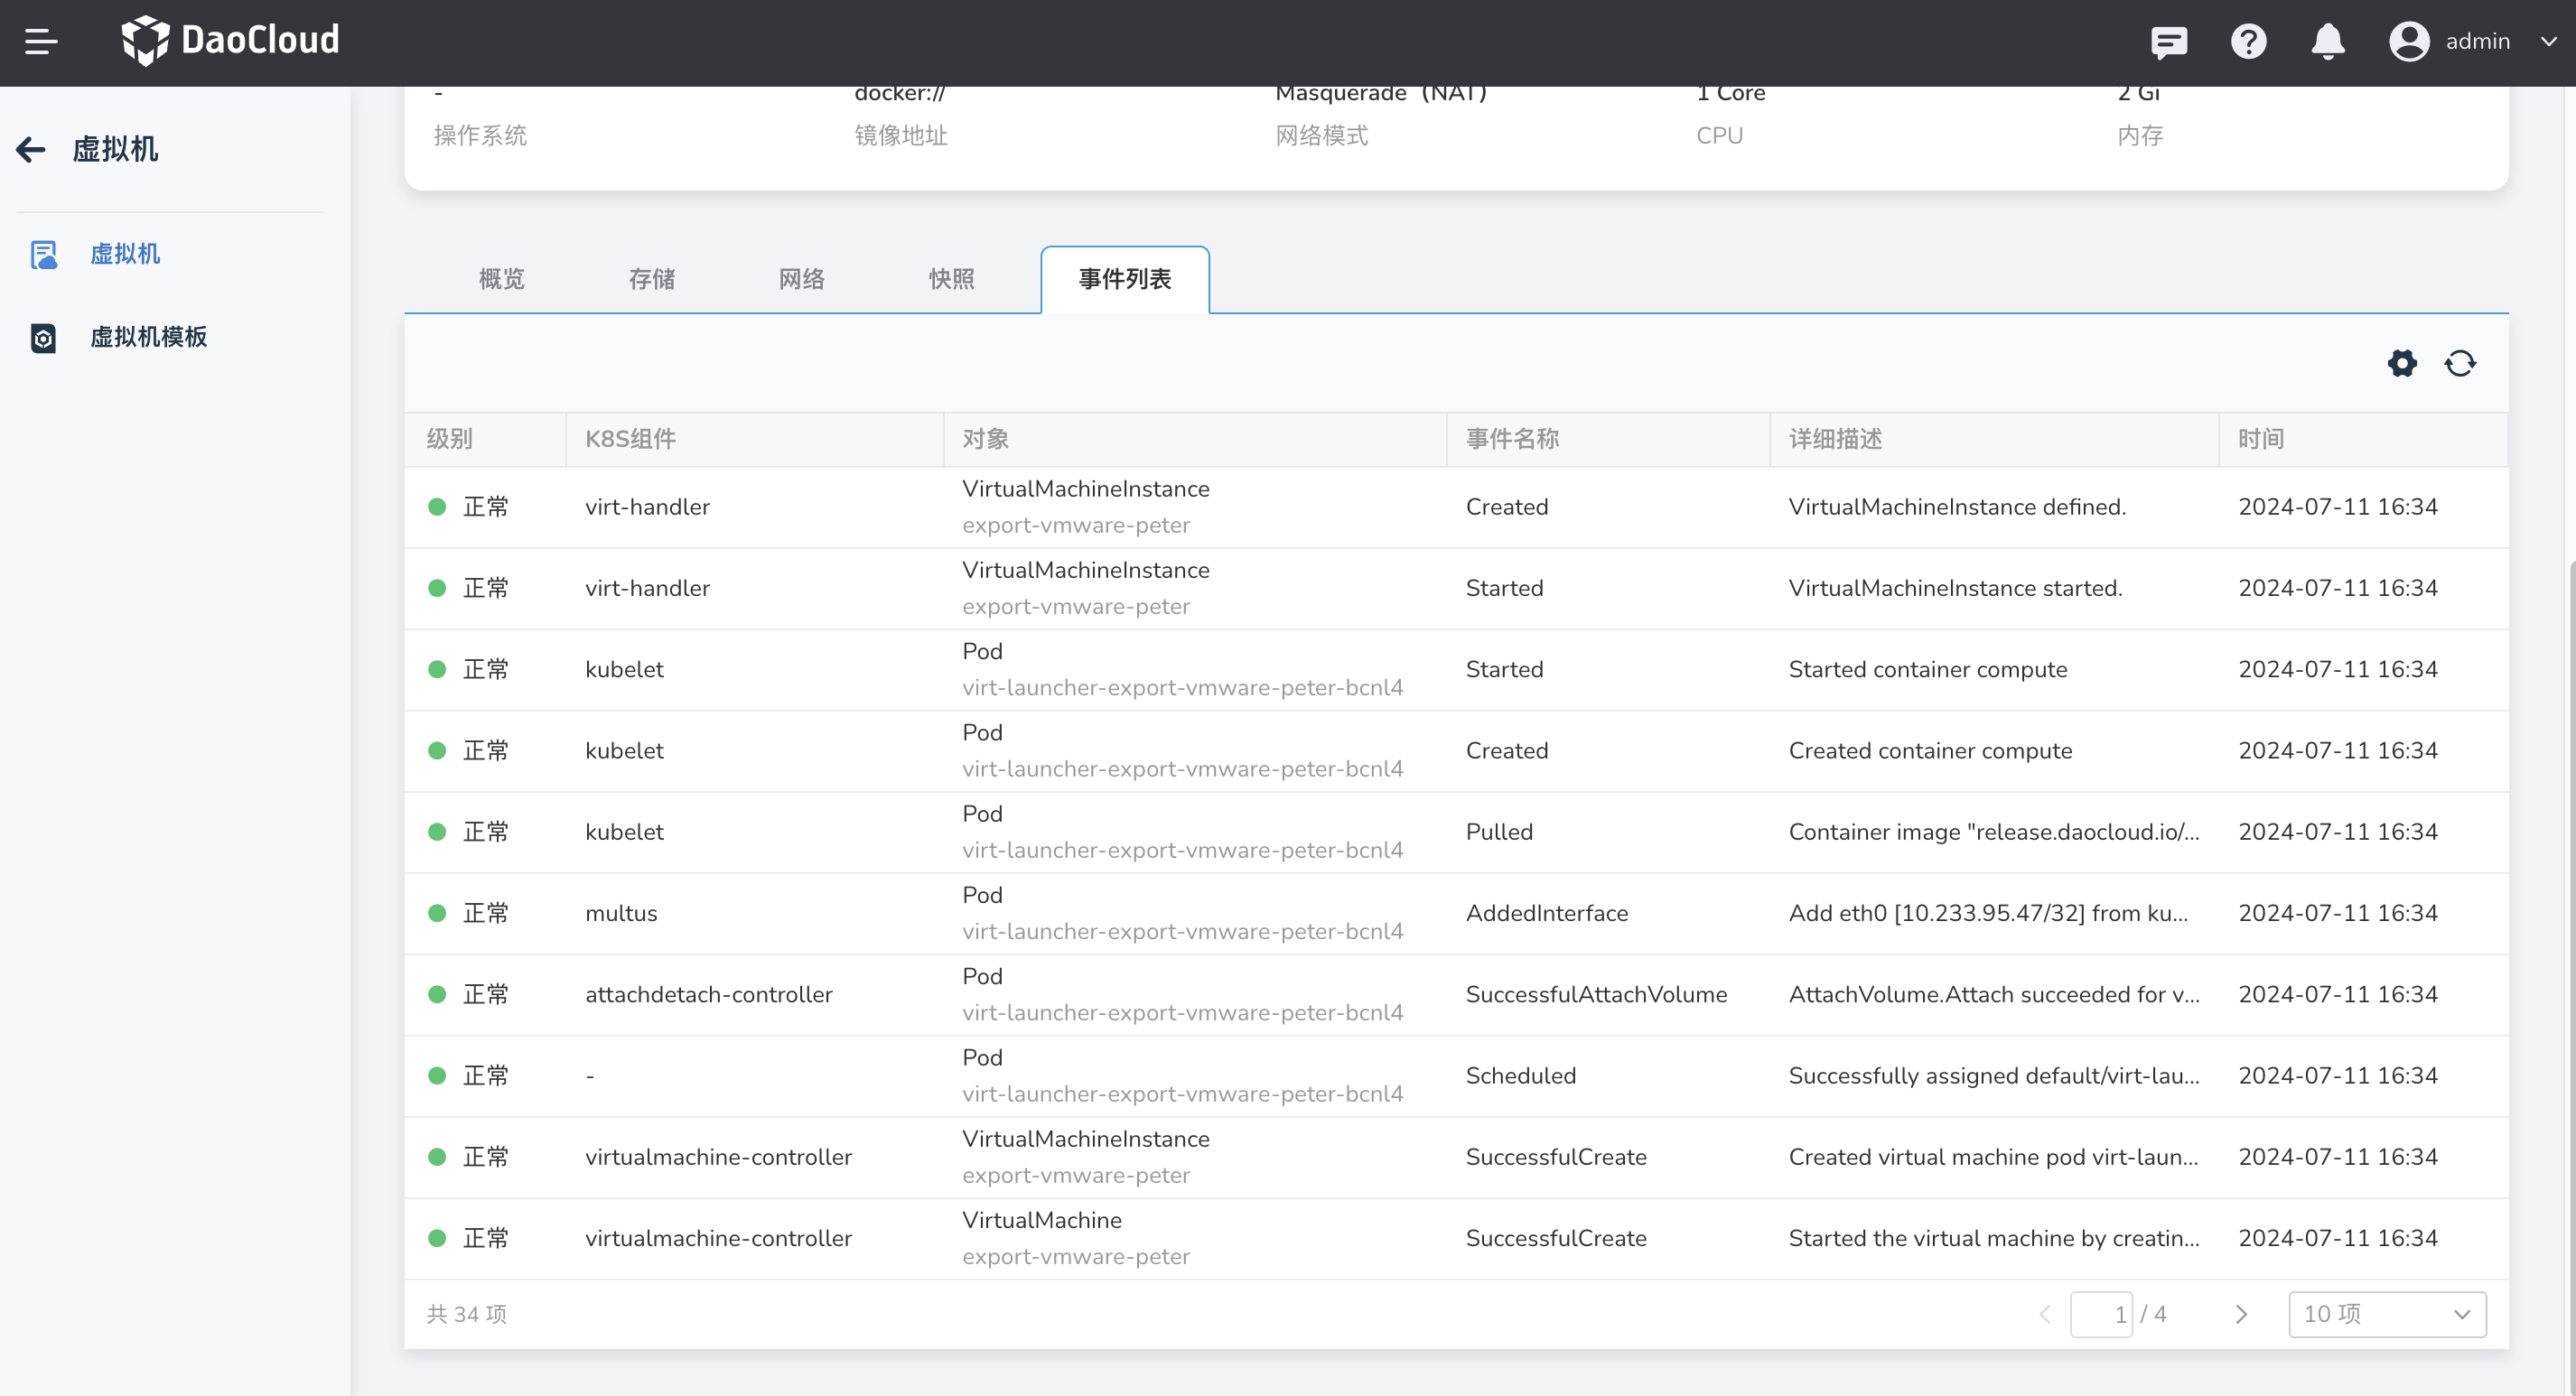 DaoCloud
admin
虚拟机
虚拟机
虚拟机模板
-
docker://
Masquerade（NAT）
1 Core
2 Gi
操作系统
镜像地址
网络模式
CPU
内存
概览
存储
网络
快照
事件列表
级别 K8S组件 对象 事件名称 详细描述 时间
正常 virt-handler VirtualMachineInstance Created VirtualMachineInstance defined. 2024-07-11 16:34
export-vmware-peter
正常 virt-handler VirtualMachineInstance Started VirtualMachineInstance started. 2024-07-11 16:34
export-vmware-peter
正常 kubelet Pod Started Started container compute 2024-07-11 16:34
virt-launcher-export-vmware-peter-bcnl4
正常 kubelet Pod Created Created container compute 2024-07-11 16:34
virt-launcher-export-vmware-peter-bcnl4
正常 kubelet Pod Pulled Container image "release.daocloud.io/... 2024-07-11 16:34
virt-launcher-export-vmware-peter-bcnl4
正常 multus Pod AddedInterface Add eth0 [10.233.95.47/32] from ku... 2024-07-11 16:34
virt-launcher-export-vmware-peter-bcnl4
正常 attachdetach-controller Pod SuccessfulAttachVolume AttachVolume.Attach succeeded for v... 2024-07-11 16:34
virt-launcher-export-vmware-peter-bcnl4
正常 - Pod Scheduled Successfully assigned default/virt-lau... 2024-07-11 16:34
virt-launcher-export-vmware-peter-bcnl4
正常 virtualmachine-controller VirtualMachineInstance SuccessfulCreate Created virtual machine pod virt-laun... 2024-07-11 16:34
export-vmware-peter
正常 virtualmachine-controller VirtualMachine SuccessfulCreate Started the virtual machine by creatin... 2024-07-11 16:34
export-vmware-peter
共 34 项
1 / 4
10 项